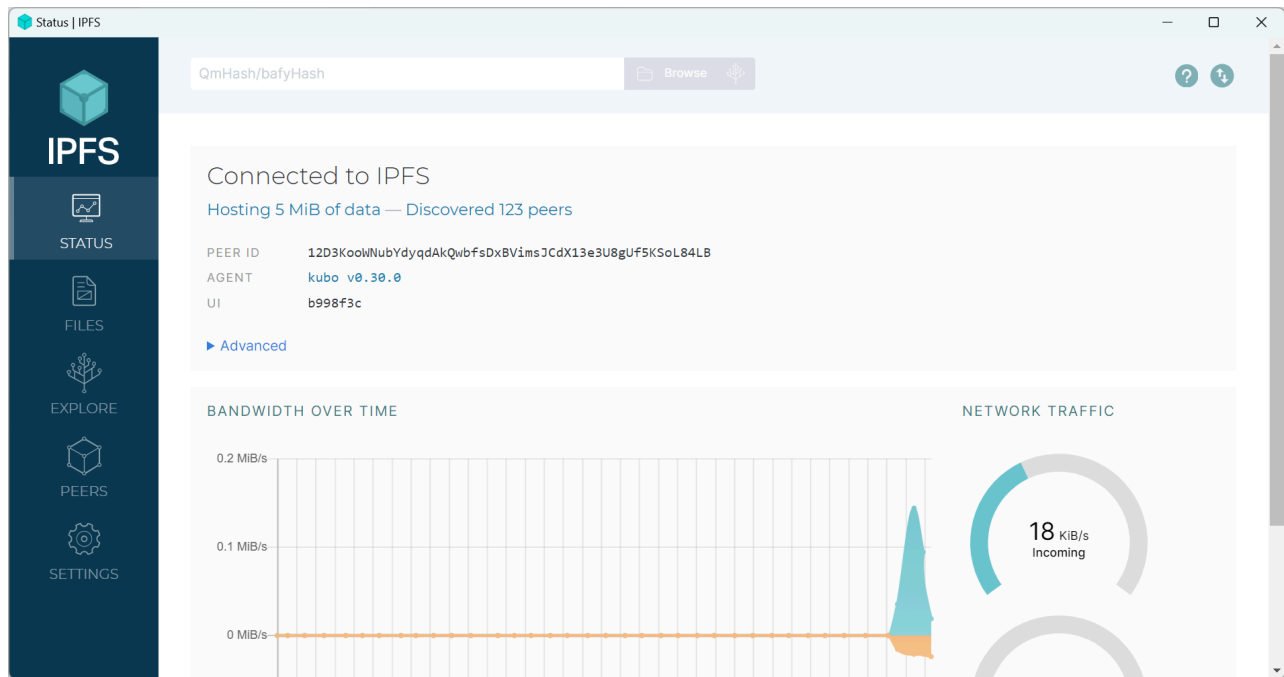 Status | IPFS
QmHash/bafyHash
Browse
IPFS
STATUS
FILES
EXPLORE
PEERS
SETTINGS
Connected to IPFS
Hosting 5 MiB of data — Discovered 123 peers
PEER ID 12D3KooWNubYdyqdAkQwbfsDxBVimsJCdX13e3U8gUf5KSoL84LB
AGENT kubo v0.30.0
UI b998f3c
Advanced
BANDWIDTH OVER TIME
0.2 MiB/s
0.1 MiB/s
0 MiB/s
NETWORK TRAFFIC
18 KiB/s
Incoming